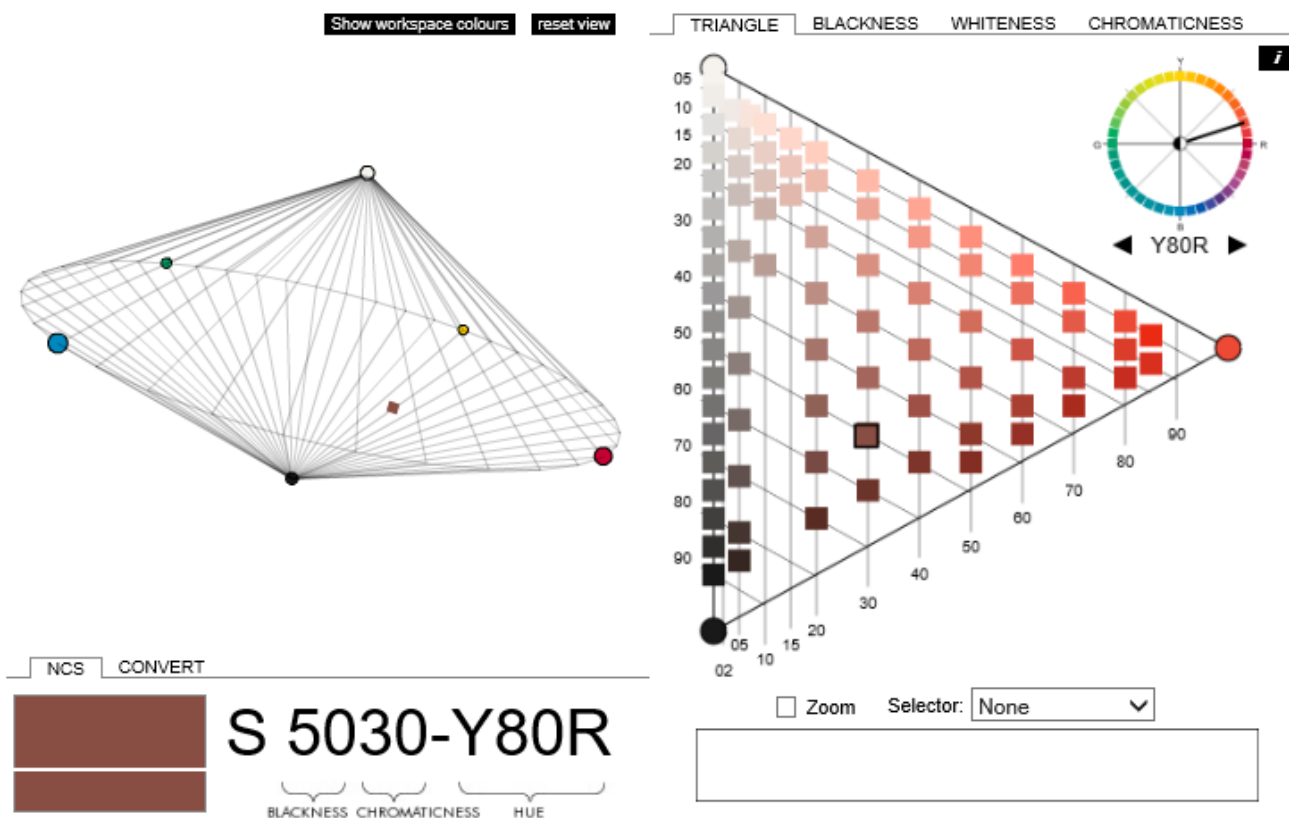 Show workspace colours reset view
TRIANGLE BLACKNESS WHITENESS CHROMATICNESS
i
Y
G R
B
Y80R
05
10
15
20
30
40
50
60
70
80
90
90
80
70
60
50
40
30
20
15
05
10
02
NCS CONVERT
S 5030-Y80R
BLACKNESS CHROMATICNESS HUE
Zoom Selector: None